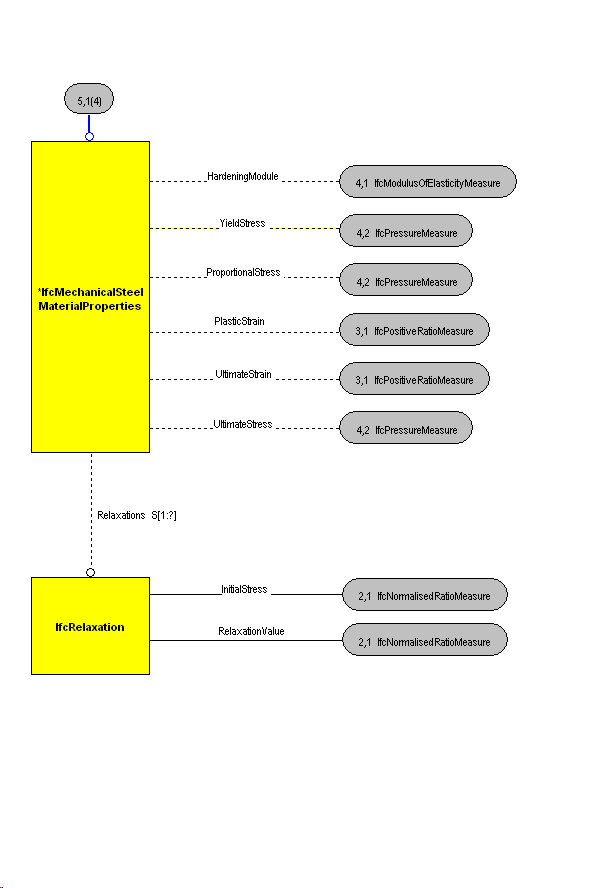 5,1(4)
HardeningModule
4,1 IfcModulusOfElasticityMeasure
YieldStress
4,2 IfcPressureMeasure
*IfcMechanicalSteel
MaterialProperties
ProportionalStress
4,2 IfcPressureMeasure
PlasticStrain
3,1 IfcPositiveRatioMeasure
UltimateStrain
3,1 IfcPositiveRatioMeasure
UltimateStress
4,2 IfcPressureMeasure
Relaxations S[1:?]
IfcRelaxation
InitialStress
2,1 IfcNormalisedRatioMeasure
RelaxationValue
2,1 IfcNormalisedRatioMeasure